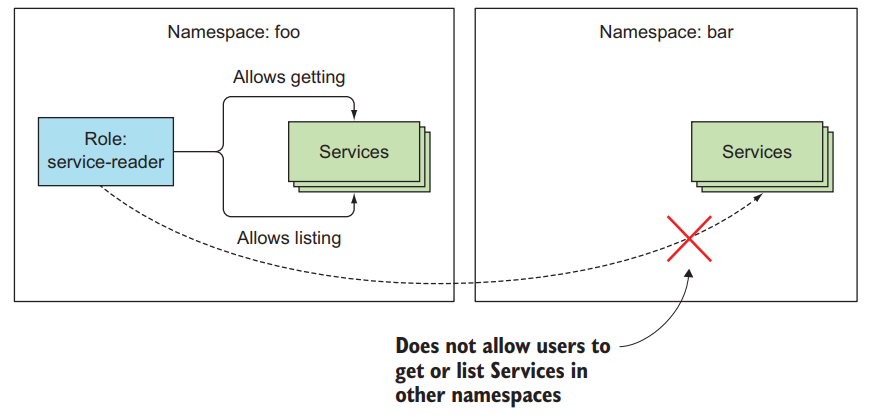 Namespace: foo
Namespace: bar
Allows getting
Role:
service-reader
Services
Services
Allows listing
Does not allow users to
get or list Services in
other namespaces